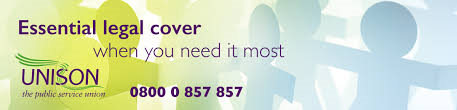 Essential legal cover
when you need it most
UNISON
the public service union
0800 0 857 857